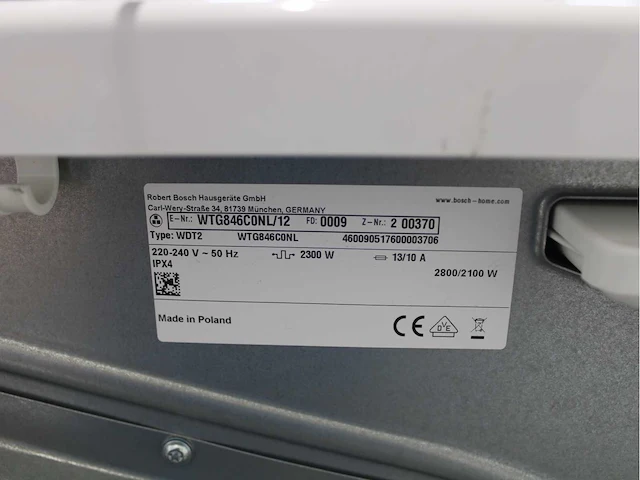 Robert Bosch Hausgeräte GmbH
Carl-Wery-Straße 34, 81739 München, GERMANY
www.bosch-home.com
E-Nr.: WTG846C0NL/12 FD: 0009 Z-Nr.: 2 00370
Type: WDT2 WTG846C0NL 460090517600003706
220-240 V ~ 50 Hz 2300 W 13/10 A
IPX4
2800/2100 W
Made in Poland
CE DVE